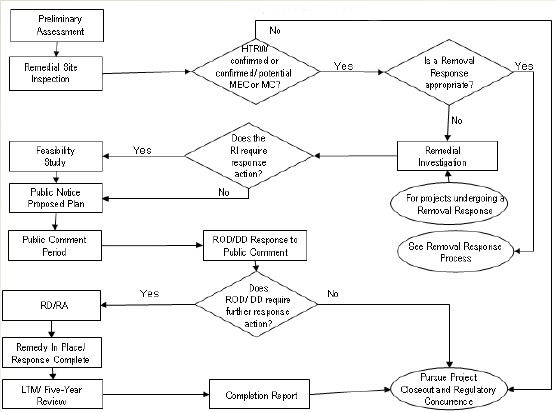 Preliminary
Assessment
Remedial Site
Inspection
HTRW
confirmed or
confirmed/ potential
MEC or MC?
No
Yes
Is a
Removal
Response
appropriate?
Yes
No
Remedial
Investigation
For projects undergoing a
Removal Response
See Removal Response
Process
Does the
RI require
response
action?
Yes
No
Feasibility
Study
Public Notice
Proposed Plan
Public Comment
Period
ROD/DD Response to
Public Comment
Does
ROD/ DD require
further response
action?
Yes
No
RD/RA
Remedy In Place/
Response Complete
LTM/ Five-Year
Review
Completion Report
Pursue Project
Closeout and Regulatory
Concurrence